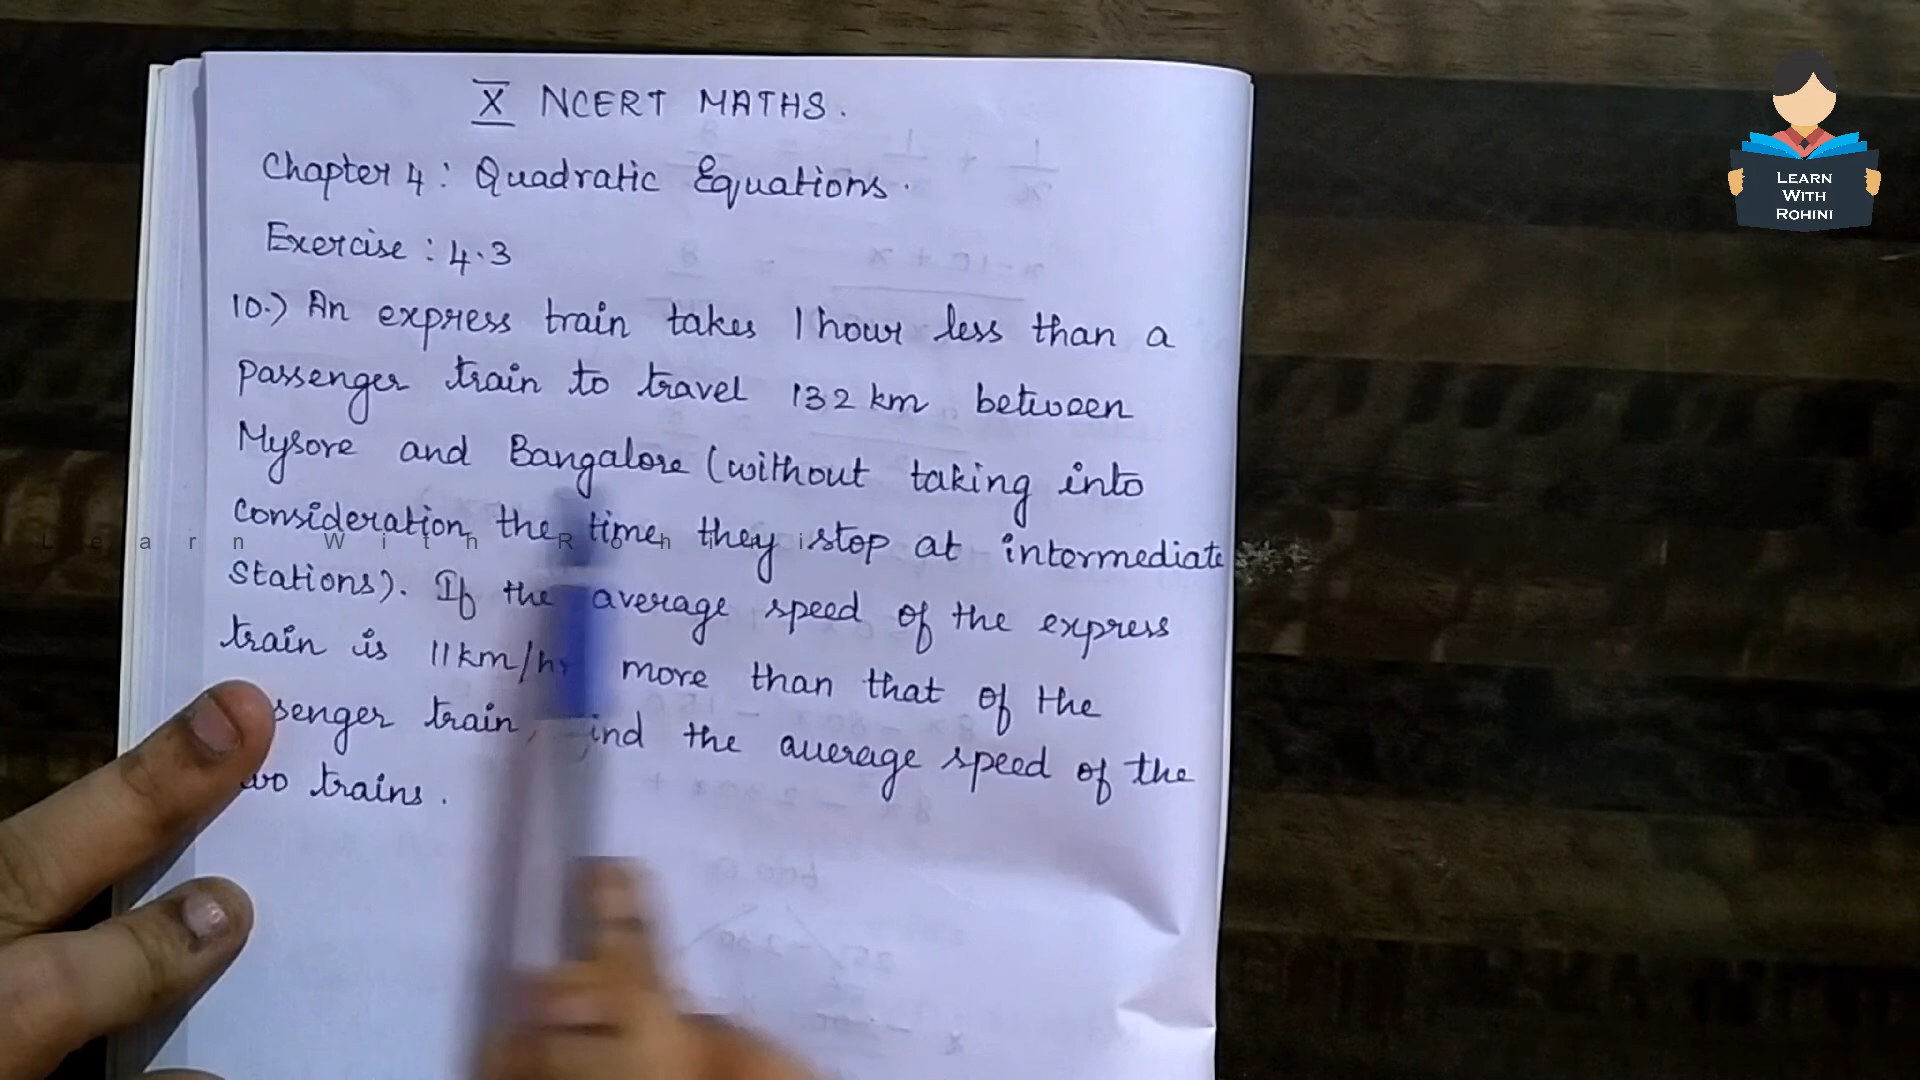 X NCERT MATHS.
Chapter 4: Quadratic Equations.
Exercise: 4.3
10.) An express train takes 1 hour less than a
passenger train to travel 132 km between
Mysore and Bangalore (without taking into
consideration the time they stop at intermediate
Stations). If the average speed of the express
train is 11km/hr more than that of the
senger train, ind the average speed of the
wo trains.
LEARN
WITH
ROHINI
Learn With Rohini